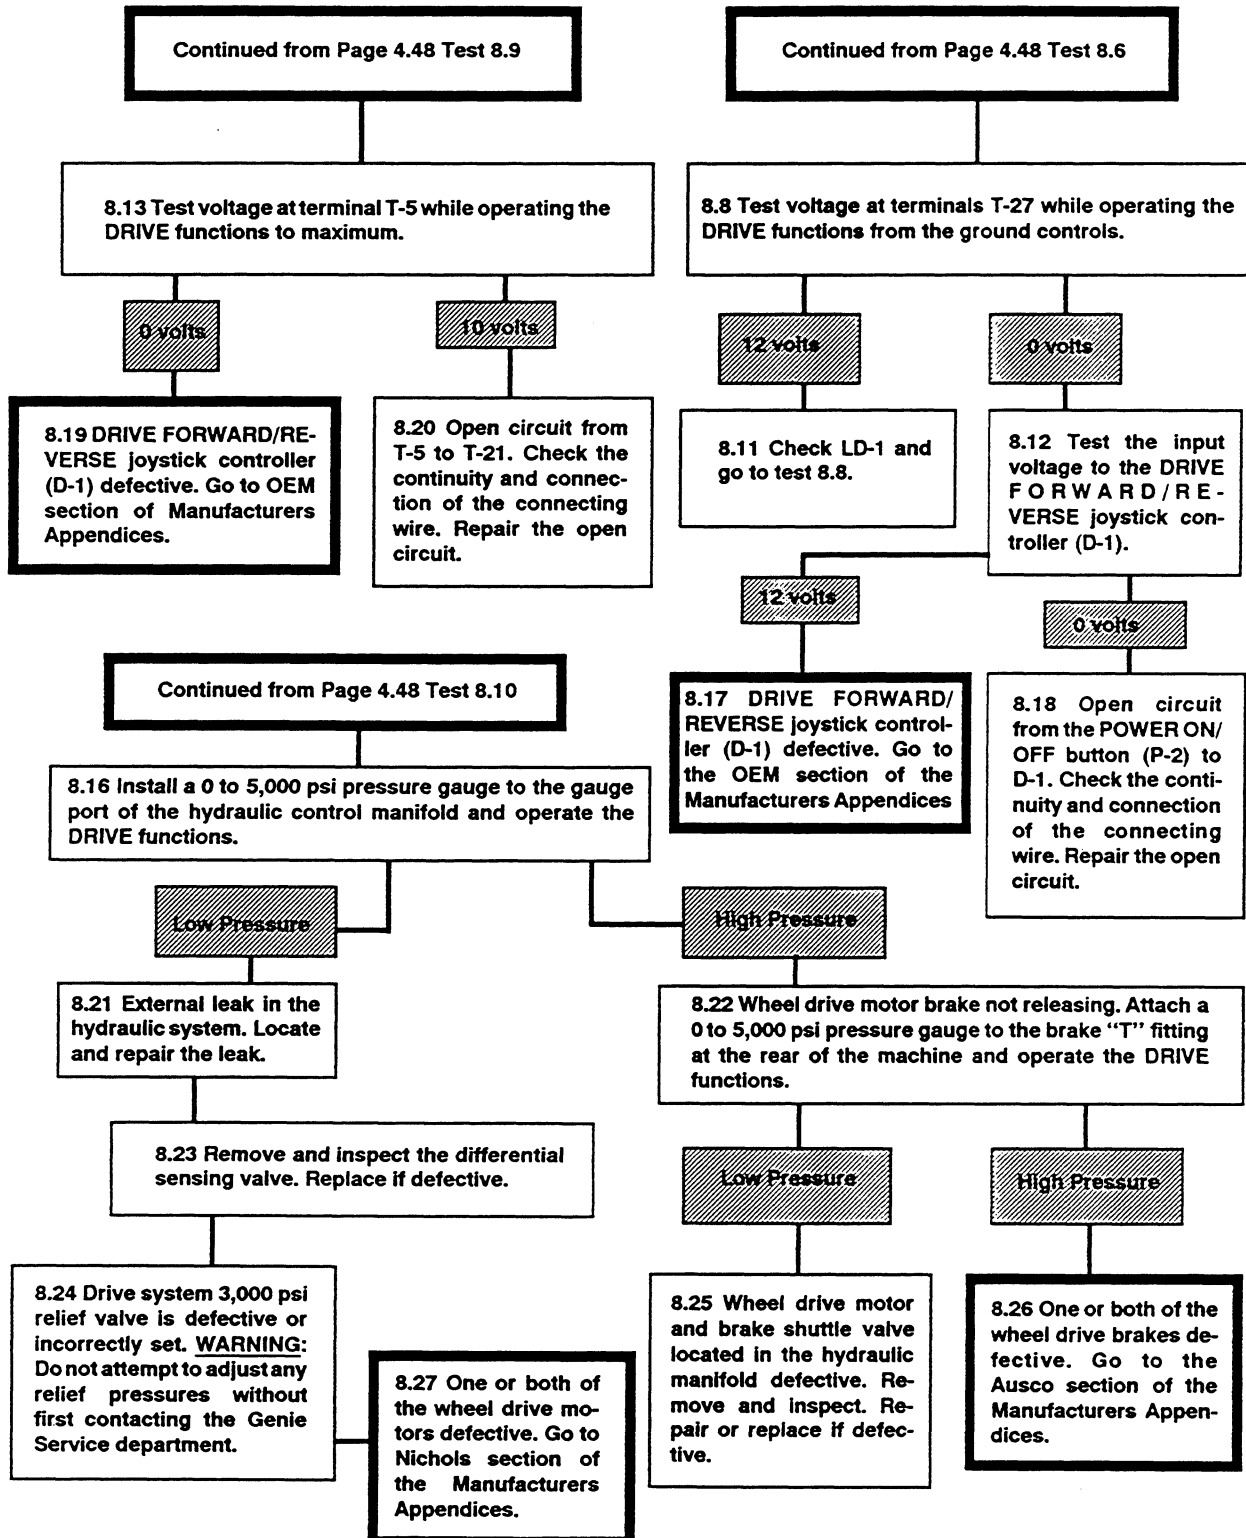 Continued from Page 4.48 Test 8.9
Continued from Page 4.48 Test 8.6
8.13 Test voltage at terminal T-5 while operating the
DRIVE functions to maximum.
8.8 Test voltage at terminals T-27 while operating the
DRIVE functions from the ground controls.
0 volts
10 volts
12 volts
0 volts
8.19 DRIVE FORWARD/RE-
VERSE joystick controller
(D-1) defective. Go to OEM
section of Manufacturers
Appendices.
8.20 Open circuit from
T-5 to T-21. Check the
continuity and connec-
tion of the connecting
wire. Repair the open
circuit.
8.11 Check LD-1 and
go to test 8.8.
8.12 Test the input
voltage to the DRIVE
FORWARD/RE-
VERSE joystick con-
troller (D-1).
12 volts
0 volts
8.17 DRIVE FORWARD/
REVERSE joystick control-
ler (D-1) defective. Go to
the OEM section of the
Manufacturers Appendices
8.18 Open circuit
from the POWER ON/
OFF button (P-2) to
D-1. Check the conti-
nuity and connection
of the connecting
wire. Repair the open
circuit.
Continued from Page 4.48 Test 8.10
8.16 Install a 0 to 5,000 psi pressure gauge to the gauge
port of the hydraulic control manifold and operate the
DRIVE functions.
Low Pressure
High Pressure
8.21 External leak in the
hydraulic system. Locate
and repair the leak.
8.22 Wheel drive motor brake not releasing. Attach a
0 to 5,000 psi pressure gauge to the brake "T" fitting
at the rear of the machine and operate the DRIVE
functions.
8.23 Remove and inspect the differential
sensing valve. Replace if defective.
Low Pressure
High Pressure
8.24 Drive system 3,000 psi
relief valve is defective or
incorrectly set. WARNING:
Do not attempt to adjust any
relief pressures without
first contacting the Genie
Service department.
8.27 One or both of
the wheel drive mo-
tors defective. Go to
Nichols section of
the Manufacturers
Appendices.
8.25 Wheel drive motor
and brake shuttle valve
located in the hydraulic
manifold defective. Re-
move and inspect. Re-
pair or replace if defec-
tive.
8.26 One or both of the
wheel drive brakes de-
fective. Go to the
Ausco section of the
Manufacturers Appen-
dices.